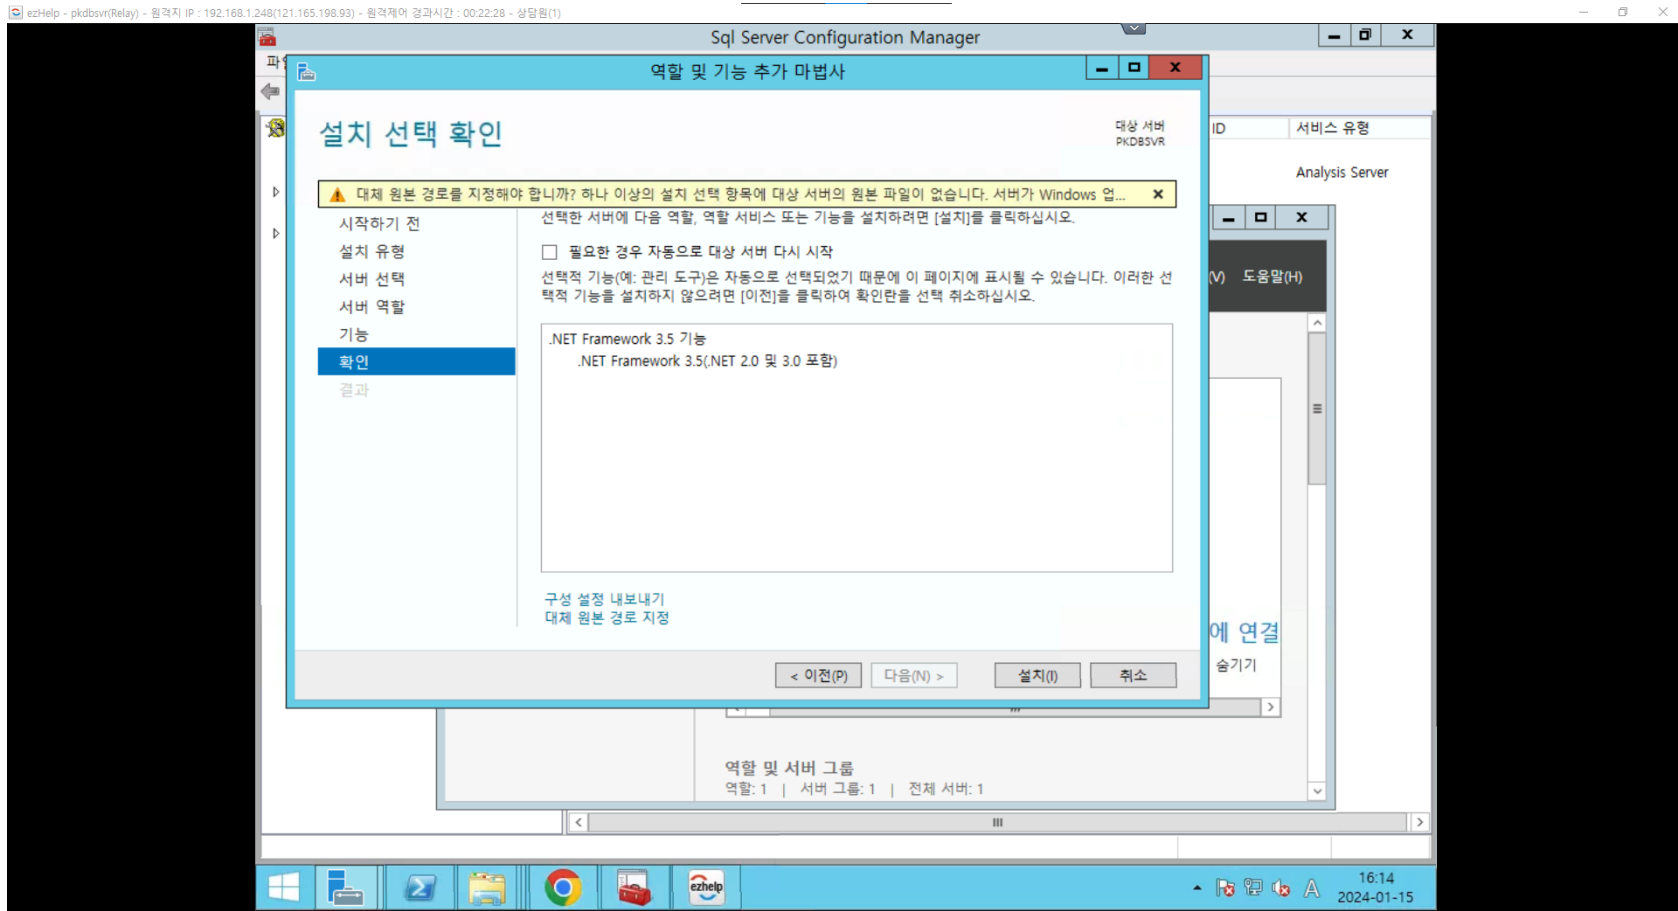 ezHelp - pkdbsvr(Relay) - 원격지 IP : 192.168.1.248(121.165.198.93) - 원격제어 경과시간 : 00:22:28 - 상담원(1)
Sql Server Configuration Manager
역할 및 기능 추가 마법사
설치 선택 확인
대상 서버
PKDBSVR
ID
서비스 유형
Analysis Server
대체 원본 경로를 지정해야 합니까? 하나 이상의 설치 선택 항목에 대상 서버의 원본 파일이 없습니다. 서버가 Windows 업...
시작하기 전
설치 유형
서버 선택
서버 역할
기능
확인
결과
선택한 서버에 다음 역할, 역할 서비스 또는 기능을 설치하려면 [설치]를 클릭하십시오.
필요한 경우 자동으로 대상 서버 다시 시작
선택적 기능(예: 관리 도구)은 자동으로 선택되었기 때문에 이 페이지에 표시될 수 있습니다. 이러한 선
택적 기능을 설치하지 않으려면 [이전]을 클릭하여 확인란을 선택 취소하십시오.
.NET Framework 3.5 기능
.NET Framework 3.5(.NET 2.0 및 3.0 포함)
구성 설정 내보내기
대체 원본 경로 지정
< 이전(P)
다음(N) >
설치(I)
취소
(V) 도움말(H)
에 연결
숨기기
역할 및 서버 그룹
역할: 1 | 서버 그룹: 1 | 전체 서버: 1
ezhelp
A
16:14
2024-01-15